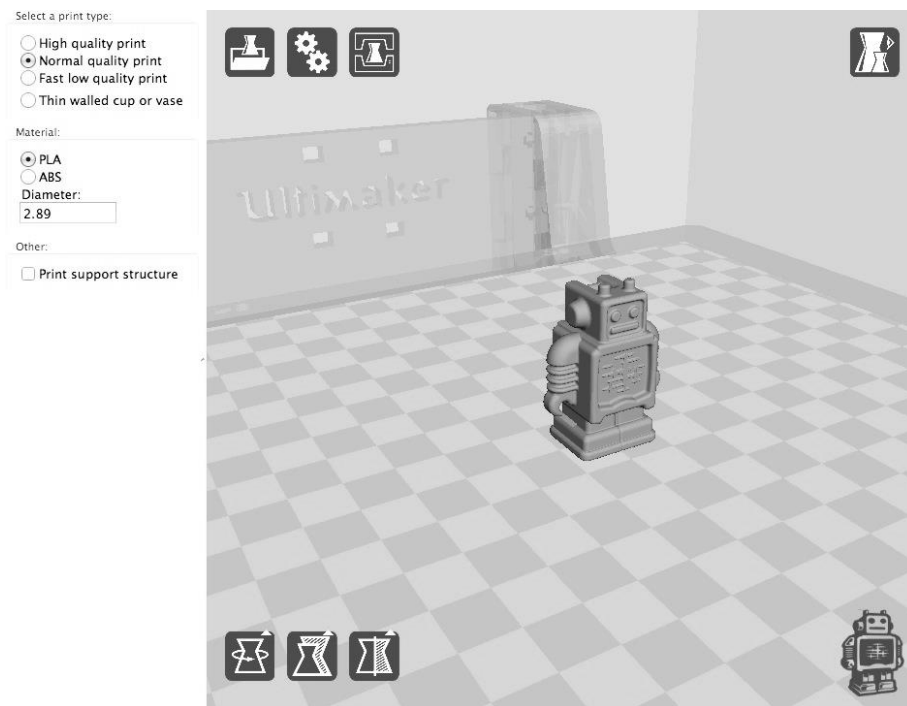 Select a print type:
High quality print
Normal quality print
Fast low quality print
Thin walled cup or vase
Material:
PLA
ABS
Diameter:
2.89
Other:
Print support structure
Ultimaker